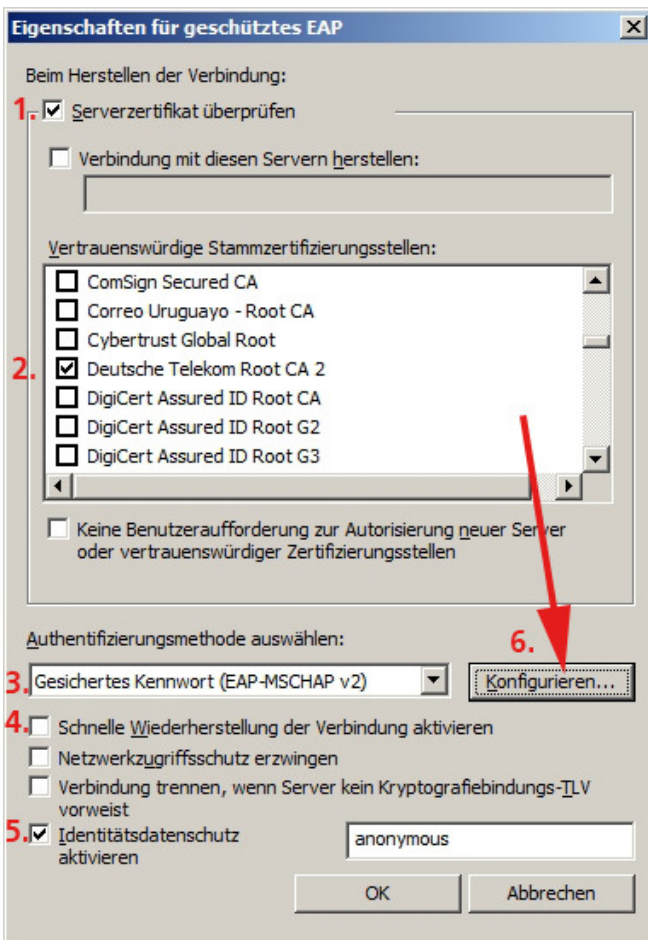 Eigenschaften für geschütztes EAP
Beim Herstellen der Verbindung:
1. Serverzertifikat überprüfen
Verbindung mit diesen Servern herstellen:
Vertrauenswürdige Stammzertifizierungsstellen:
ComSign Secured CA
Correo Uruguayo - Root CA
Cybertrust Global Root
2. Deutsche Telekom Root CA 2
DigiCert Assured ID Root CA
DigiCert Assured ID Root G2
DigiCert Assured ID Root G3
Keine Benutzeraufforderung zur Autorisierung neuer Server
oder vertrauenswürdiger Zertifizierungsstellen
Authentifizierungsmethode auswählen:
6.
3. Gesichertes Kennwort (EAP-MSCHAP v2) Konfigurieren...
4. Schnelle Wiederherstellung der Verbindung aktivieren
Netzwerkzugriffsschutz erzwingen
Verbindung trennen, wenn Server kein Kryptografiebindungs-TLV
vorweist
5. Identitätsdatenschutz anonymous
aktivieren
OK Abbrechen